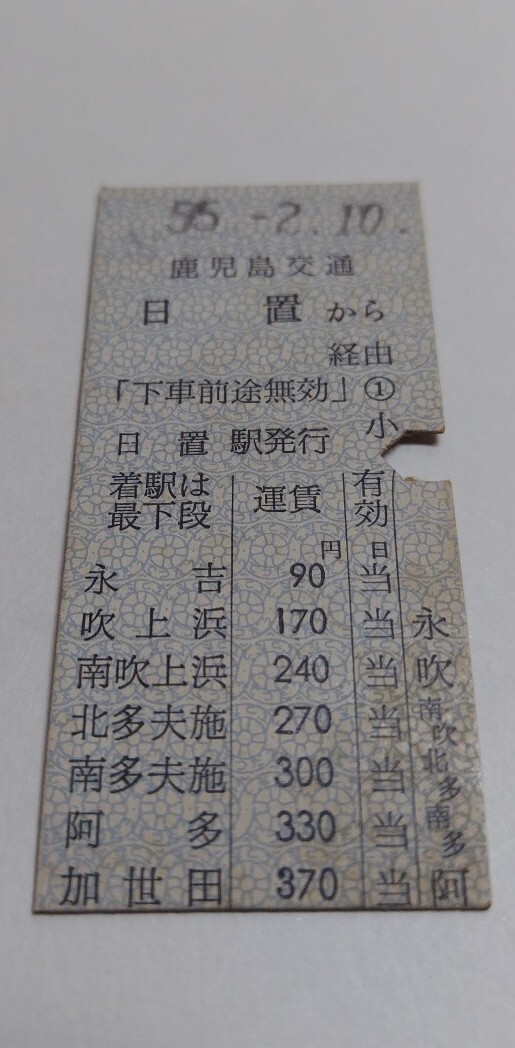 55 -2.10.
鹿児島交通
日 置 から
経由
「下車前途無効」①
日 置 駅発行 小
着駅は最下段 運賃 有効
円 日
永 吉 90 当
吹上浜 170 当 永
南吹上浜 240 当 吹
北多夫施 270 当 南吹
南多夫施 300 当 北多
阿 多 330 当 南多
加世田 370 当 阿